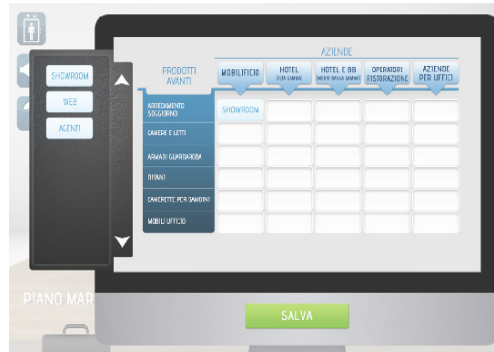 SHOWROOM
WEB
AGENTI
AZIENDE
PRODOTTI
AVANTI
MOBILIFICIO
HOTEL
HOTEL E BB
OPERATORI
RISTORAZIONE
AZIENDE
PER UFFICI
ARREDAMENTO
SOGGIORNO
SHOWROOM
CAMERE E LETTI
ARMADI GUARDAROBA
DIVANI
CAMERETTE PER BAMBINI
MOBILI UFFICIO
PIANO MAR
SALVA